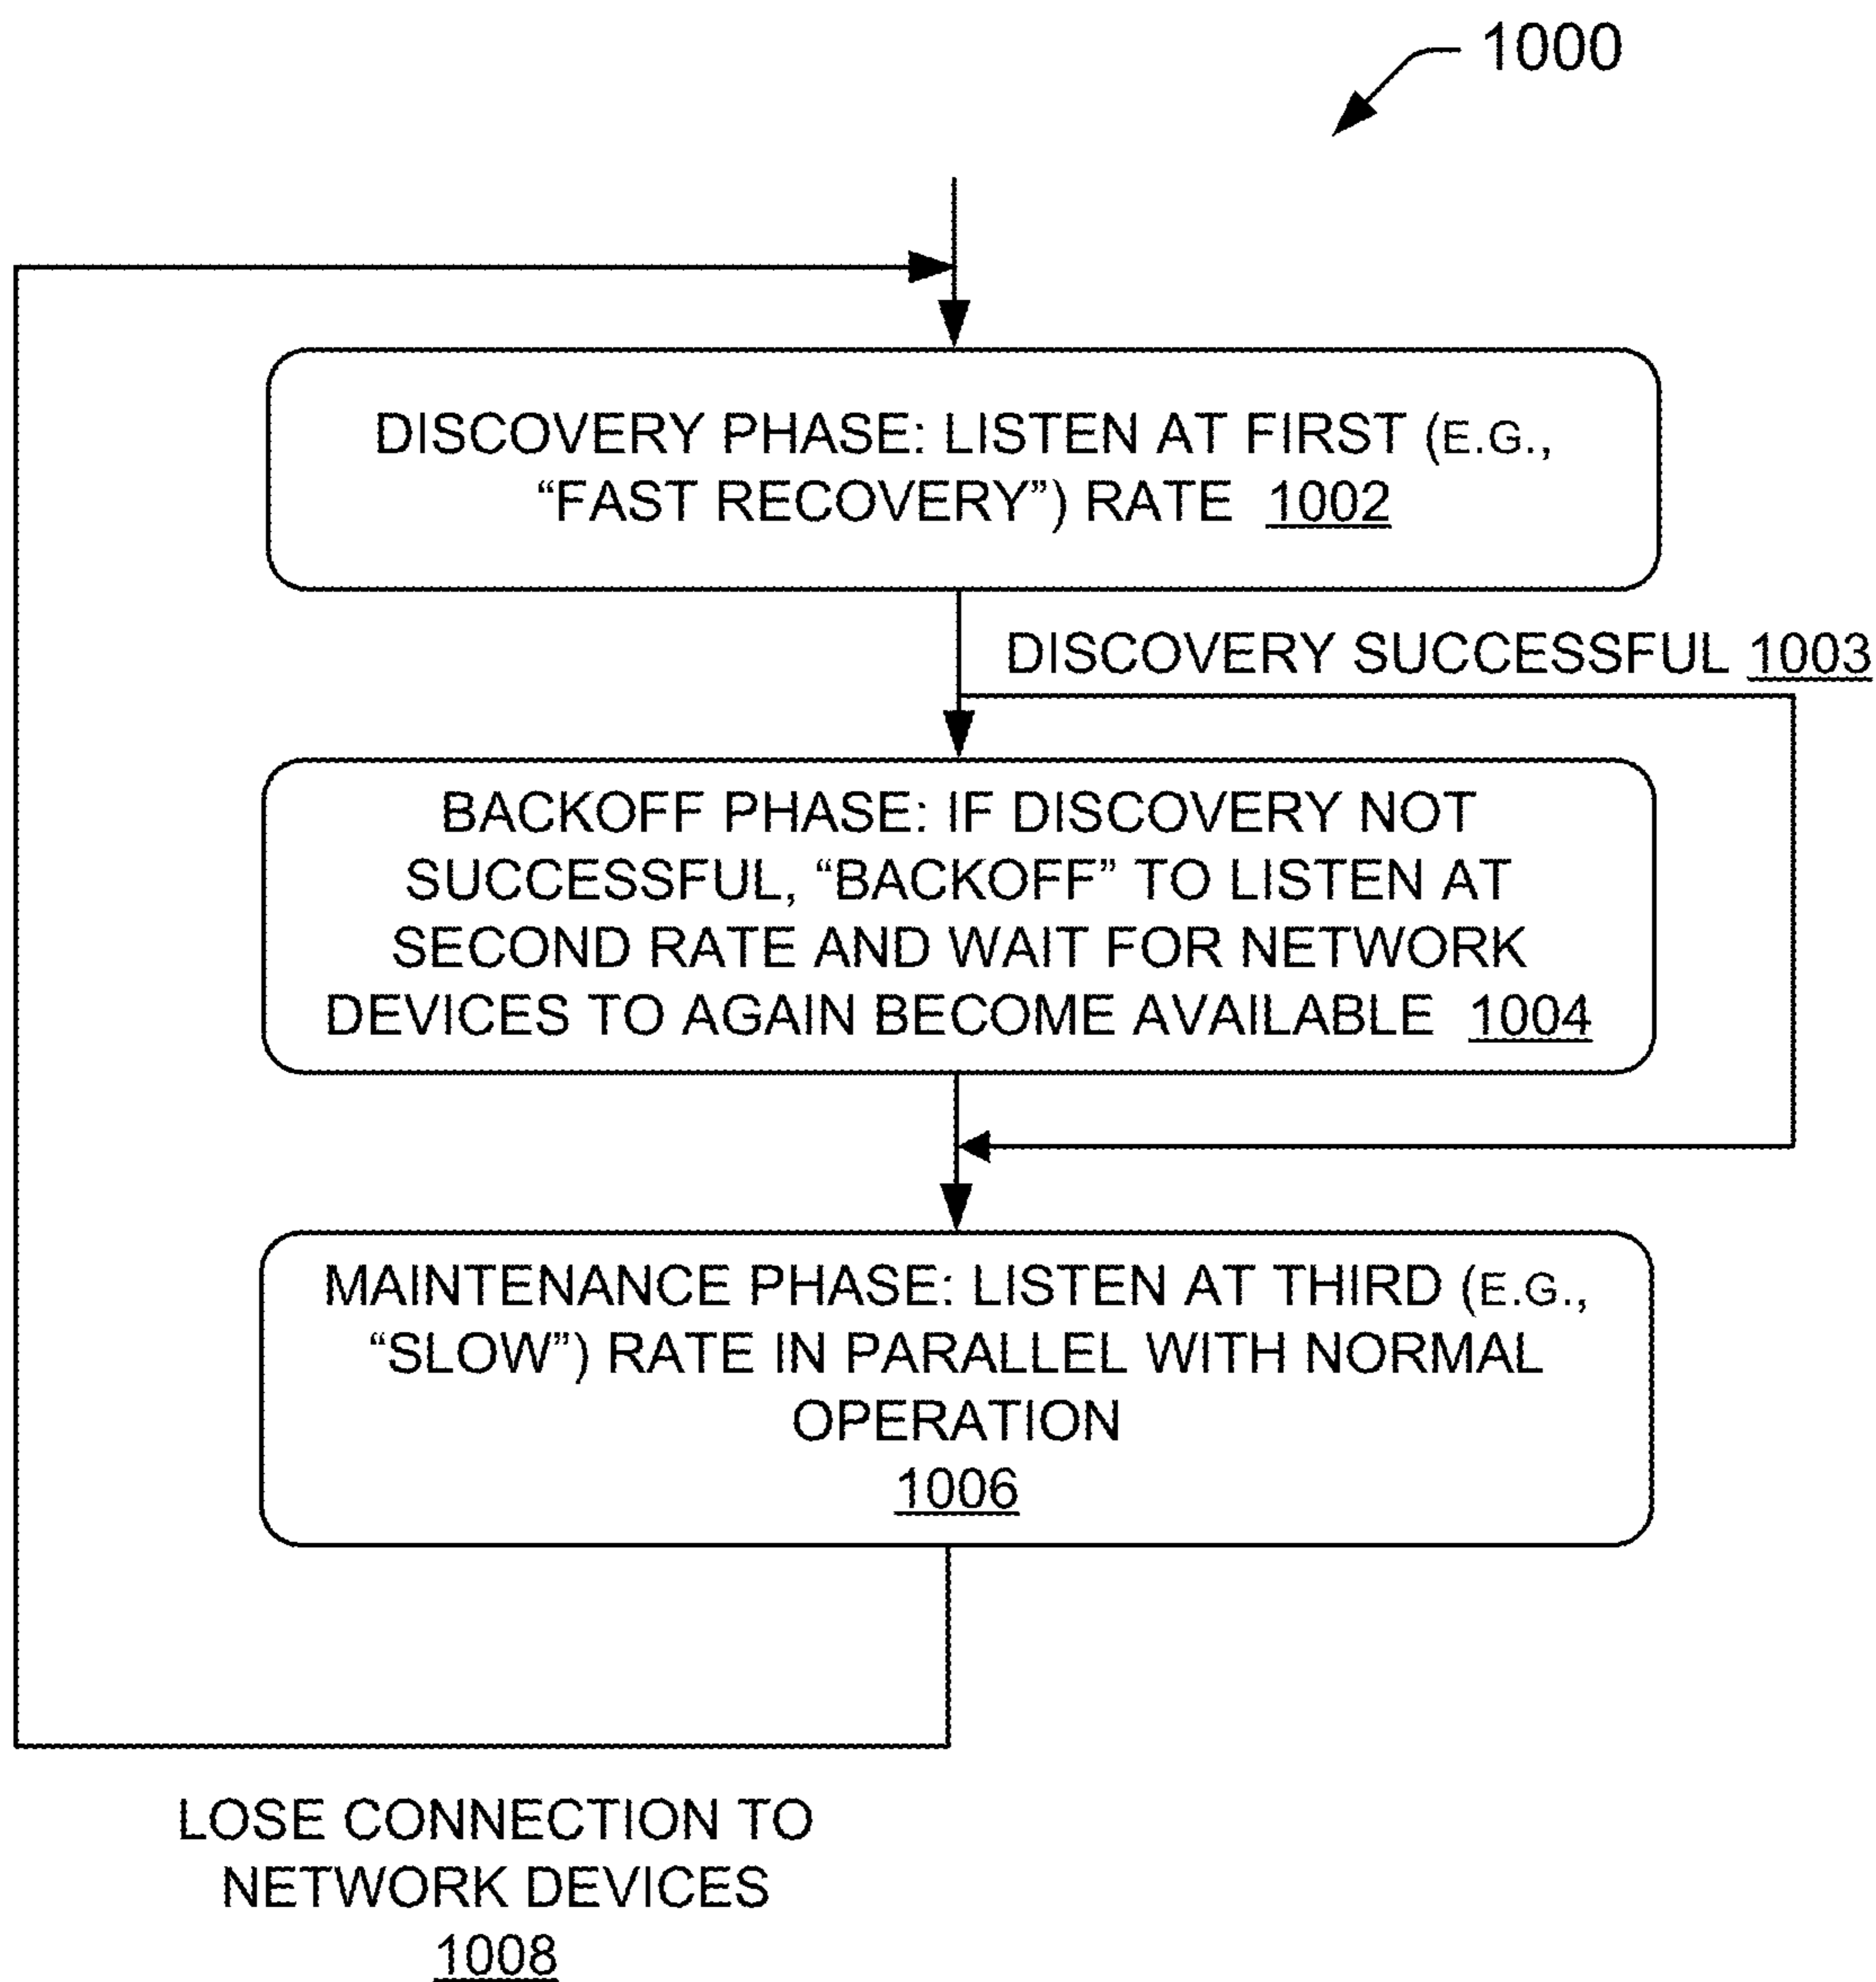 1000
DISCOVERY PHASE: LISTEN AT FIRST (E.G.,
“FAST RECOVERY”) RATE 1002
DISCOVERY SUCCESSFUL 1003
BACKOFF PHASE: IF DISCOVERY NOT
SUCCESSFUL, “BACKOFF” TO LISTEN AT
SECOND RATE AND WAIT FOR NETWORK
DEVICES TO AGAIN BECOME AVAILABLE 1004
MAINTENANCE PHASE: LISTEN AT THIRD (E.G.,
“SLOW”) RATE IN PARALLEL WITH NORMAL
OPERATION
1006
LOSE CONNECTION TO
NETWORK DEVICES
1008